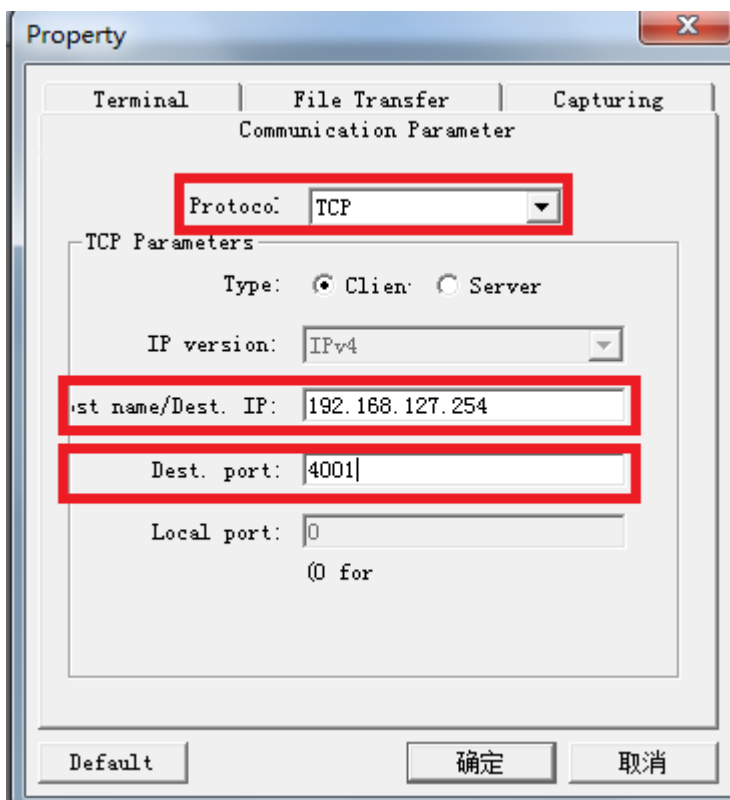 Property
Terminal File Transfer Capturing
Communication Parameter
Protoco: TCP
TCP Parameters
Type: Clien Server
IP version: IPv4
st name/Dest. IP: 192.168.127.254
Dest. port: 4001
Local port: 0
(0 for
Default 确定 取消